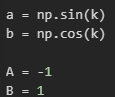 a = np.sin(k)
b = np.cos(k)
A = -1
B = 1